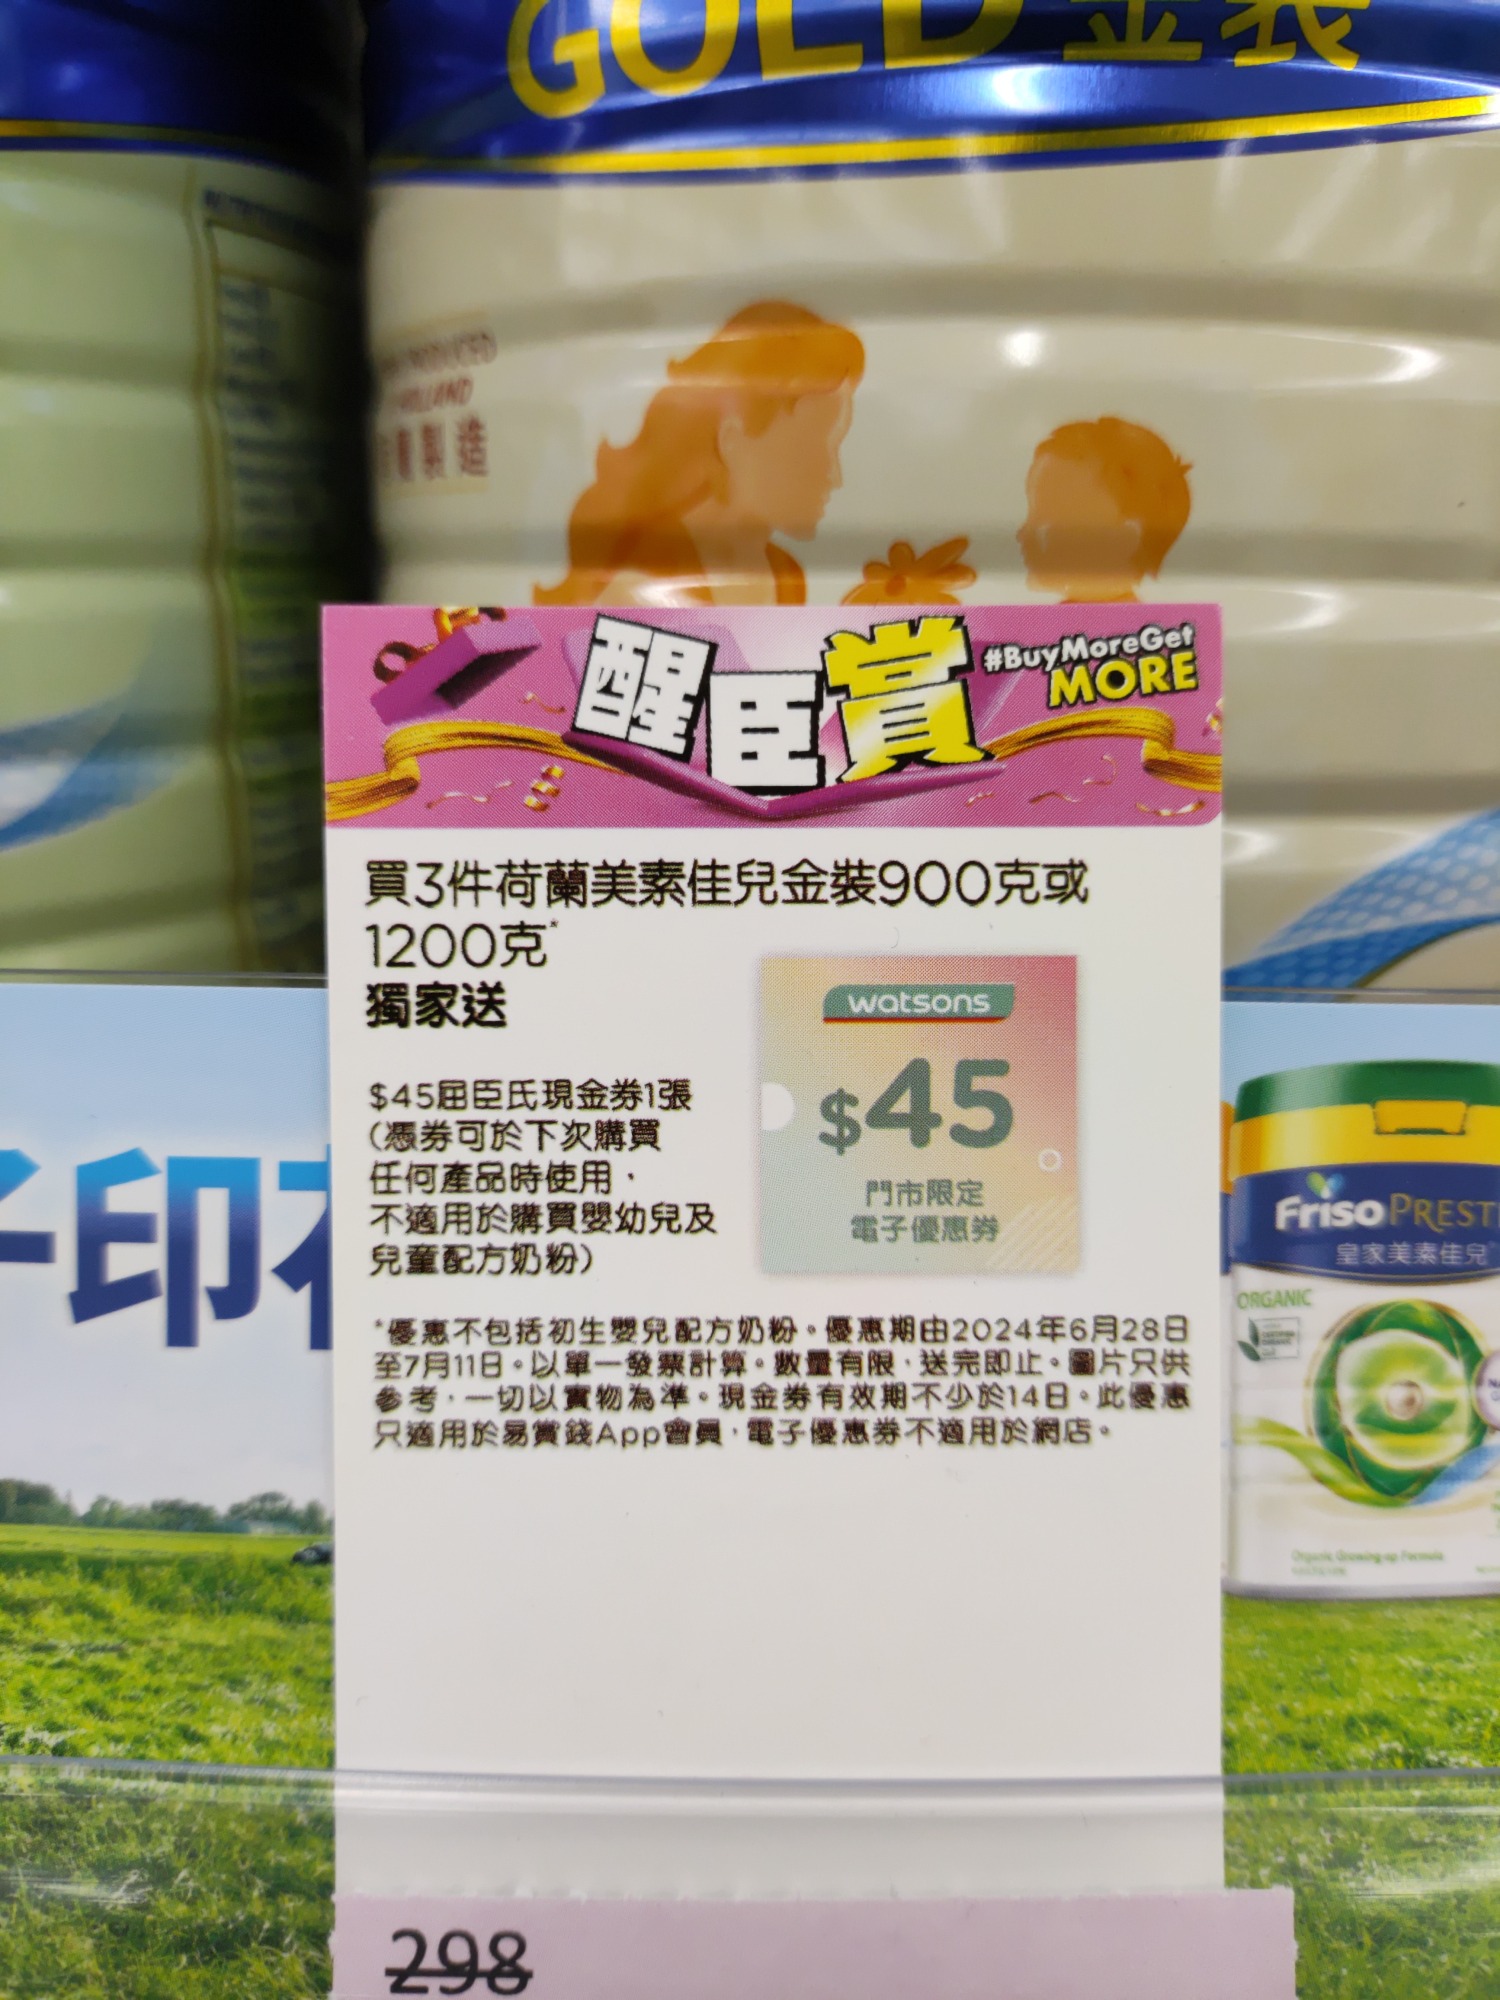 GOLD 金装
PRODUCED
HOLLAND
製造
醒臣賞
#BuyMoreGet
MORE
買3件荷蘭美素佳兒金裝900克或
1200克*
獨家送
$45屈臣氏現金券1張
(憑券可於下次購買
任何產品時使用，
不適用於購買嬰幼兒及
兒童配方奶粉)
watsons
$45
門市限定
電子優惠券
*優惠不包括初生嬰兒配方奶粉。優惠期由2024年6月28日
至7月11日。以單一發票計算。數量有限，送完即止。圖片只供
參考，一切以實物為準。現金券有效期不少於14日。此優惠
只適用於易賞錢App會員，電子優惠券不適用於網店。
印
Friso PREST
皇家美素佳兒
ORGANIC
Organic Growing up Formula
298